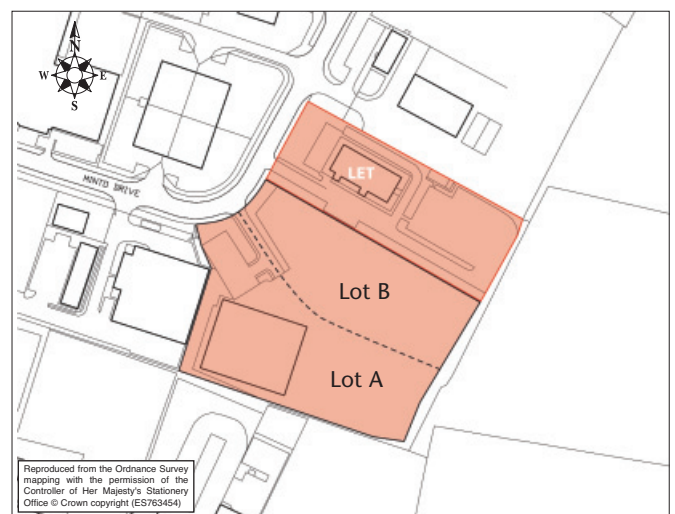 N
W E
S
MINTO DRIVE
LET
Lot B
Lot A
Reproduced from the Ordnance Survey
mapping with the permission of the
Controller of Her Majesty's Stationery
Office © Crown copyright (ES763454)